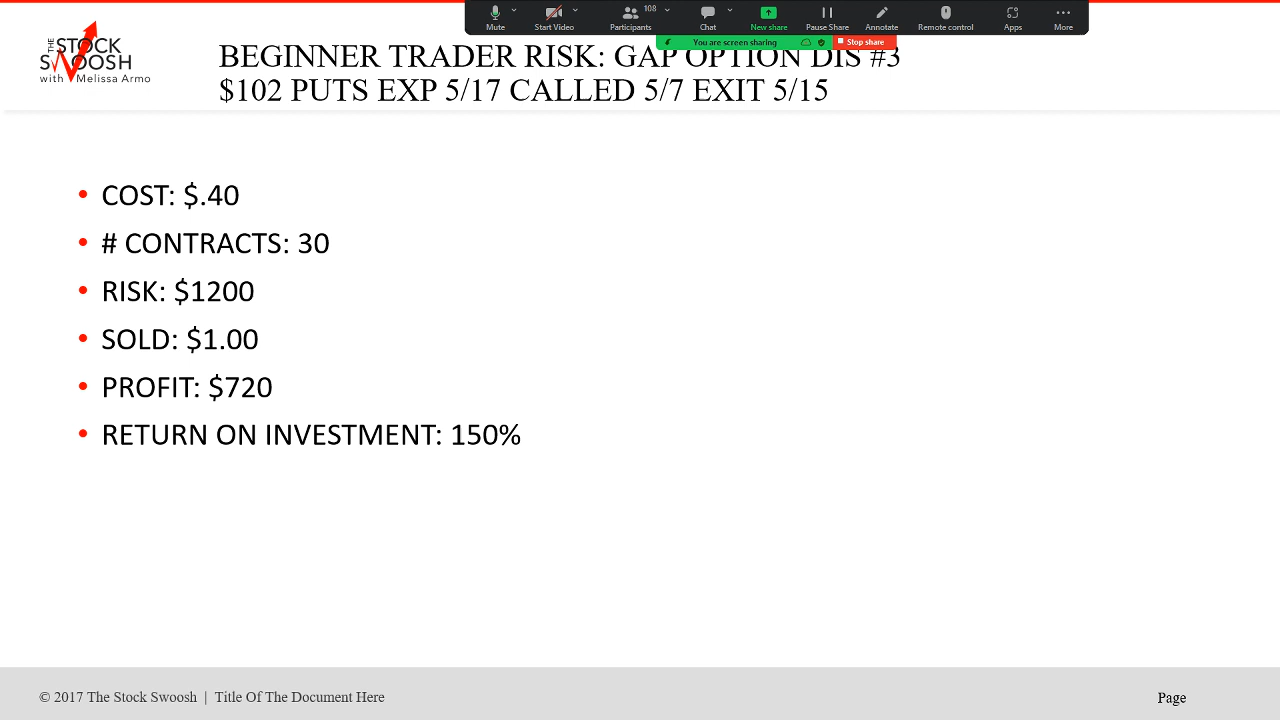 Mute
Start Video
Participants
108
Chat
New share
Pause Share
Annotate
Remote control
Apps
More
You are screen sharing
Stop share
THE STOCK
SWOOSH
with Melissa Armo
BEGINNER TRADER RISK: GAP OPTION DIS #3
$102 PUTS EXP 5/17 CALLED 5/7 EXIT 5/15
• COST: $.40
• # CONTRACTS: 30
• RISK: $1200
• SOLD: $1.00
• PROFIT: $720
• RETURN ON INVESTMENT: 150%
© 2017 The Stock Swoosh | Title Of The Document Here
Page